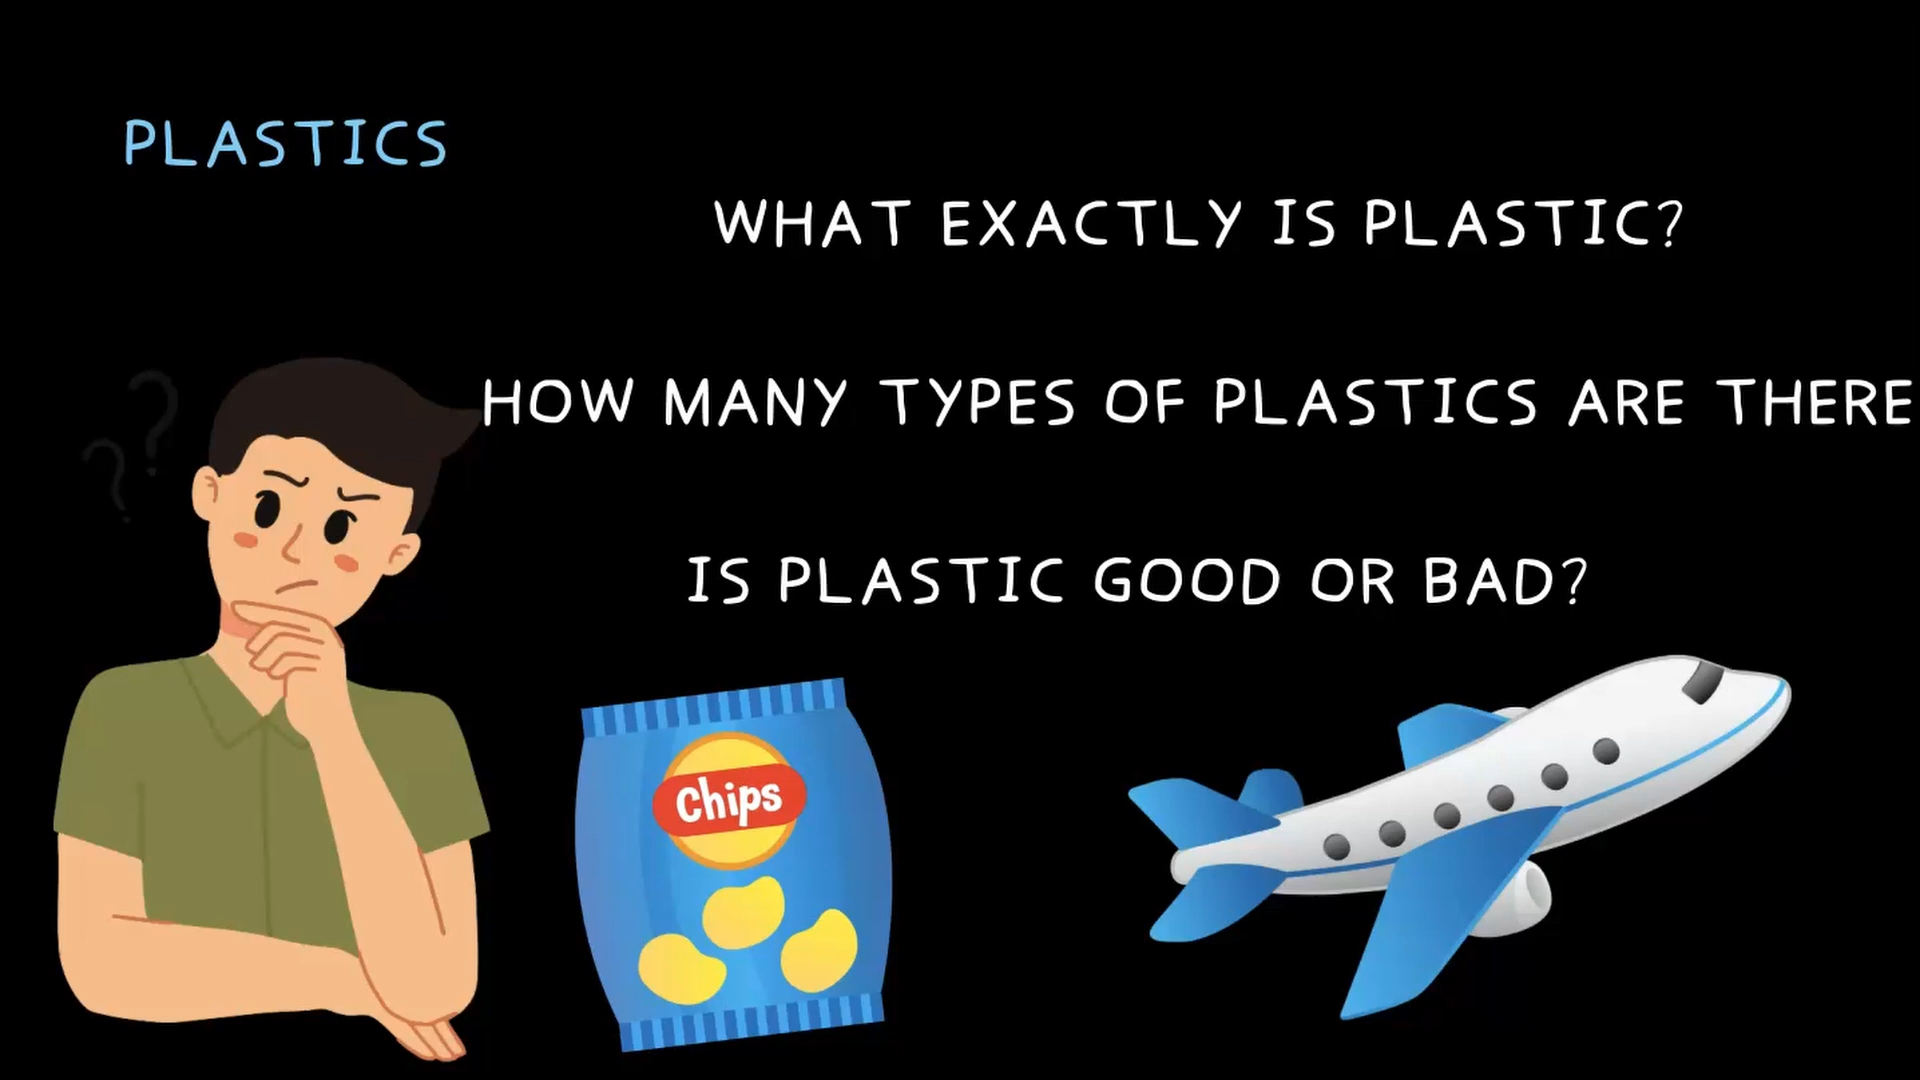 PLASTICS
WHAT EXACTLY IS PLASTIC?
HOW MANY TYPES OF PLASTICS ARE THERE
IS PLASTIC GOOD OR BAD?
Chips
??